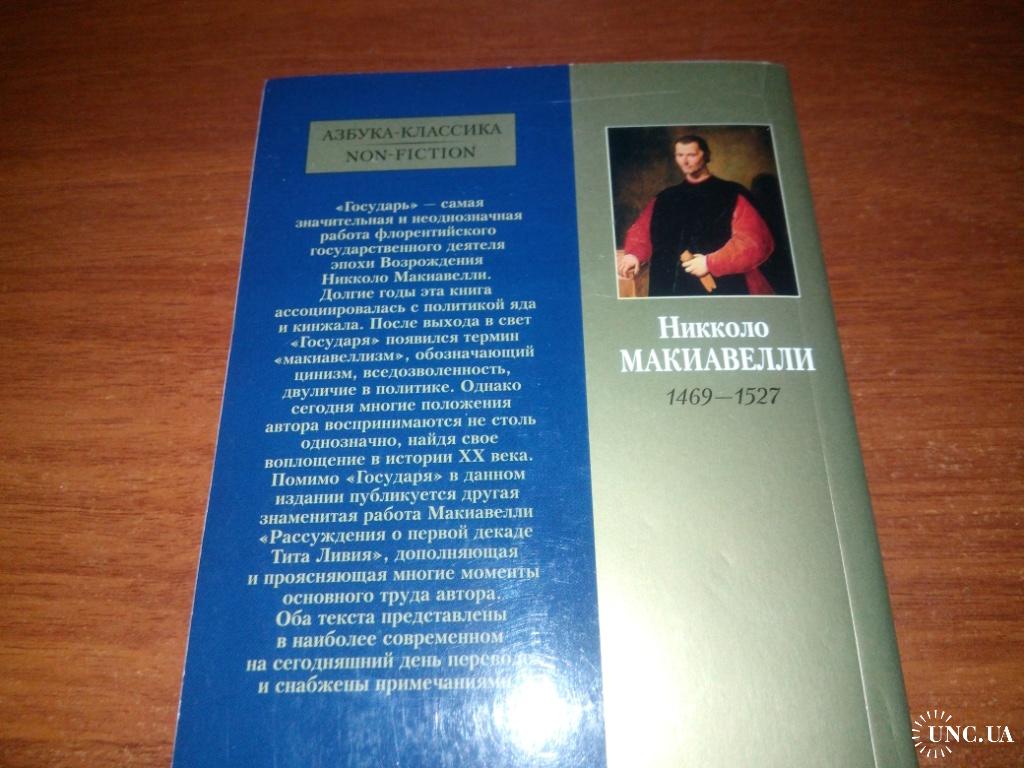 АЗБУКА-КЛАССИКА
NON-FICTION
«Государь» — самая
значительная и неоднозначная
работа флорентийского
государственного деятеля
эпохи Возрождения
Никколо Макиавелли.
Долгие годы эта книга
ассоциировалась с политикой яда
и кинжала. После выхода в свет
«Государя» появился термин
«макиавеллизм», обозначающий
цинизм, вседозволенность,
двуличие в политике. Однако
сегодня многие положения
автора воспринимаются не столь
однозначно, найдя свое
воплощение в истории XX века.
Помимо «Государя» в данном
издании публикуется другая
знаменитая работа Макиавелли
«Рассуждения о первой декаде
Тита Ливия», дополняющая
и проясняющая многие моменты
основного труда автора.
Оба текста представлены
в наиболее современном
на сегодняшний день
и снабжены примечаниями
Никколо
МАКИАВЕЛЛИ
1469—1527
UNC.UA